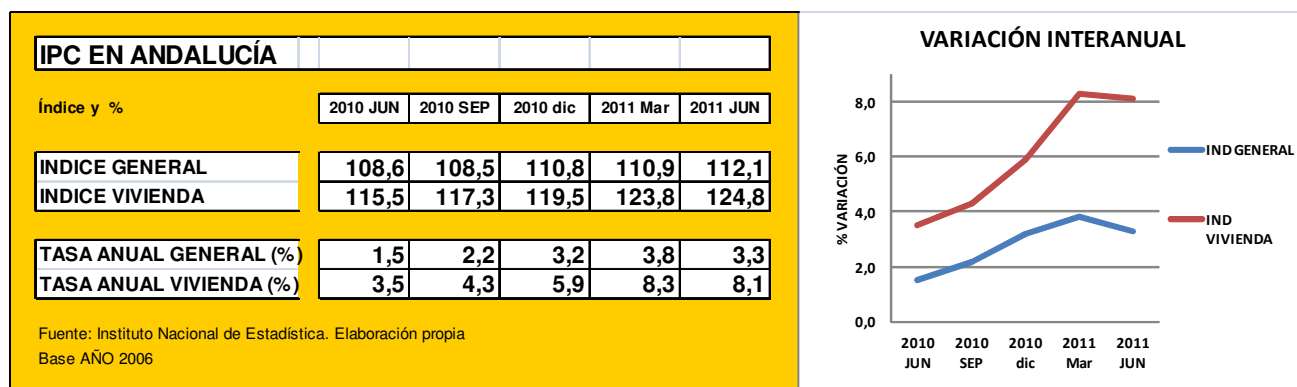 IPC EN ANDALUCÍA
Índice y %
2010 JUN 2010 SEP 2010 dic 2011 Mar 2011 JUN
INDICE GENERAL 108,6 108,5 110,8 110,9 112,1
INDICE VIVIENDA 115,5 117,3 119,5 123,8 124,8
TASA ANUAL GENERAL (%) 1,5 2,2 3,2 3,8 3,3
TASA ANUAL VIVIENDA (%) 3,5 4,3 5,9 8,3 8,1
Fuente: Instituto Nacional de Estadística. Elaboración propia
Base AÑO 2006
VARIACIÓN INTERANUAL
% VARIACIÓN
8,0
6,0
4,0
2,0
0,0
2010 2010 2010 2011 2011
JUN SEP dic Mar JUN
IND GENERAL
IND
VIVIENDA